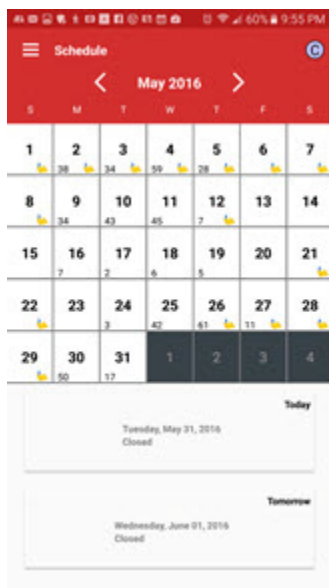 60% 9:55 PM
Schedule C
May 2016
S M T W T F S
1 2 3 4 5 6 7
38 34 59 28
8 9 10 11 12 13 14
34 43 45 7
15 16 17 18 19 20 21
7 2 6 5
22 23 24 25 26 27 28
3 42 61 11
29 30 31 1 2 3 4
50 17
Today
Tuesday, May 31, 2016
Closed
Tomorrow
Wednesday, June 01, 2016
Closed